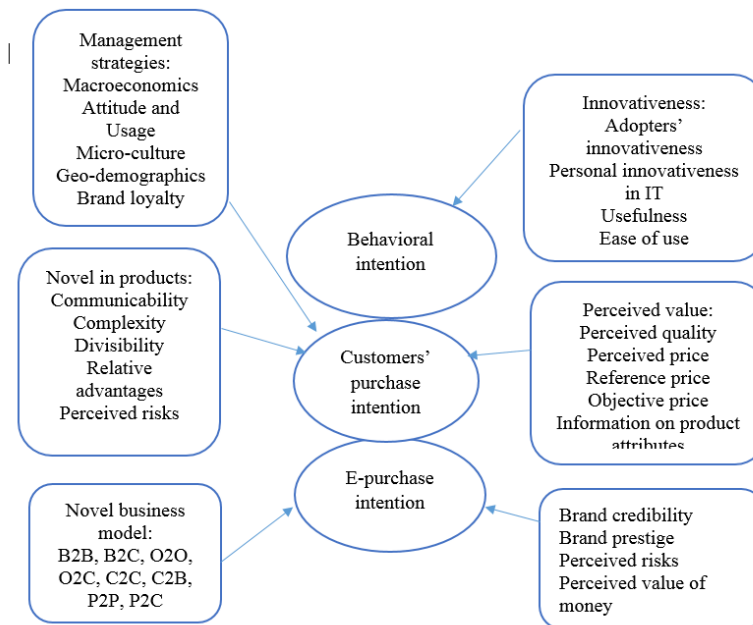 Management
strategies:
Macroeconomics
Attitude and
Usage
Micro-culture
Geo-demographics
Brand loyalty
Innovativeness:
Adopters'
innovativeness
Personal innovativeness
in IT
Usefulness
Ease of use
Behavioral
intention
Novel in products:
Communicability
Complexity
Divisibility
Relative
advantages
Perceived risks
Customers'
purchase
intention
Perceived value:
Perceived quality
Perceived price
Reference price
Objective price
Information on product
attributes
E-purchase
intention
Novel business
model:
B2B, B2C, O2O,
O2C, C2C, C2B,
P2P, P2C
Brand credibility
Brand prestige
Perceived risks
Perceived value of
money